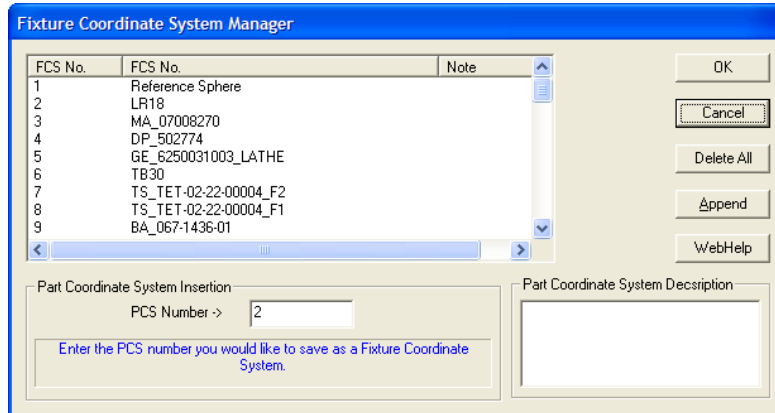 Fixture Coordinate System Manager
FCS No. FCS No. Note
1 Reference Sphere
2 LR18
3 MA_07008270
4 DP_502774
5 GE_6250031003_LATHE
6 TB30
7 TS_TET-02-22-00004_F2
8 TS_TET-02-22-00004_F1
9 BA_067-1436-01
OK
Cancel
Delete All
Append
WebHelp
Part Coordinate System Insertion
PCS Number -> 2
Enter the PCS number you would like to save as a Fixture Coordinate
System.
Part Coordinate System Decsription